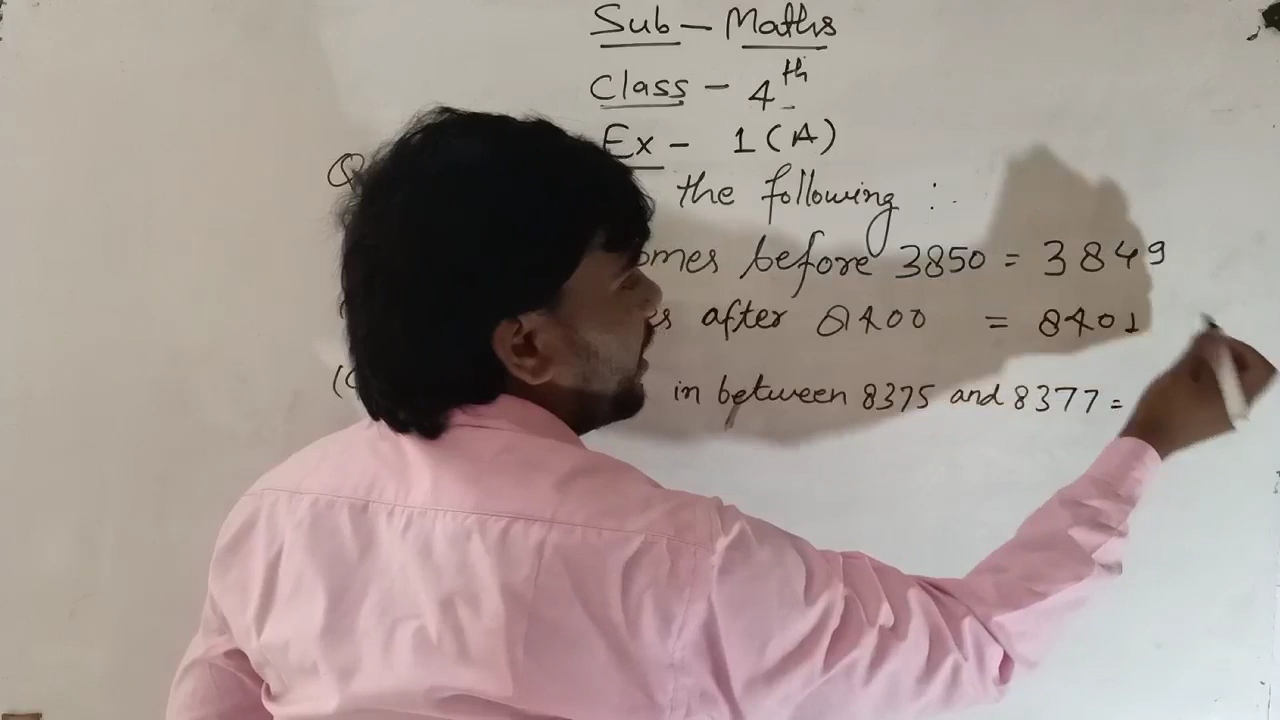 Sub - Maths
Class - 4th
Ex - 1(A)
Q the following :
omes before 3850 = 3849
s after 8400 = 8401
( in between 8375 and 8377 =